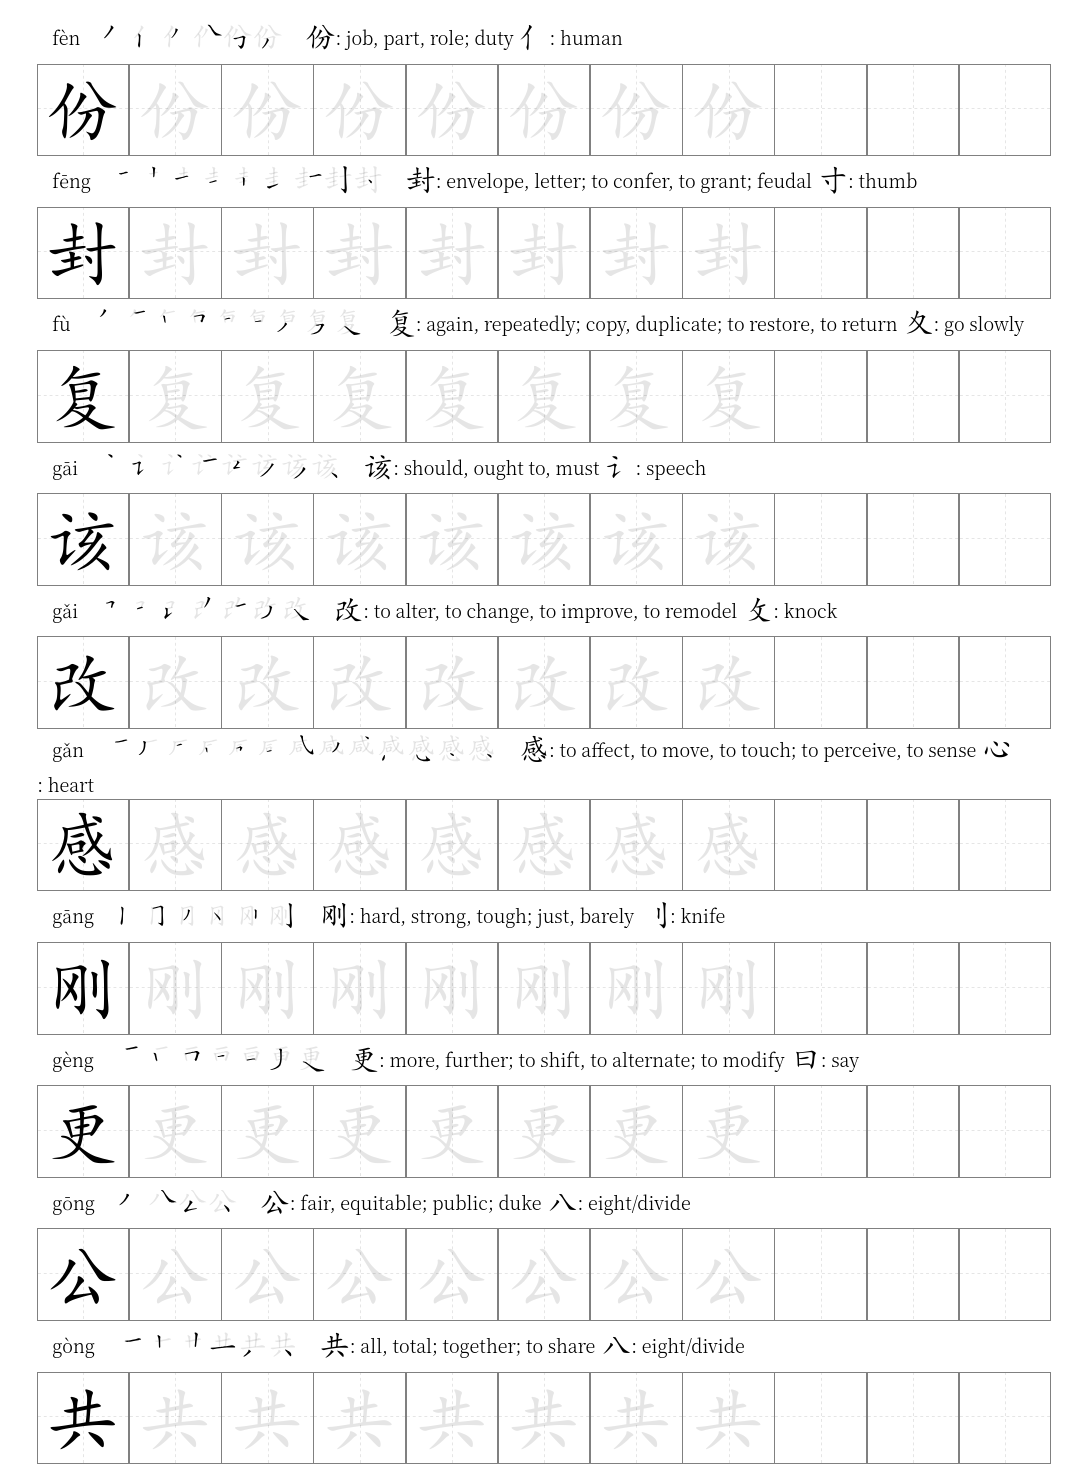 fèn 份: job, part, role; duty 亻: human
份 份 份 份 份 份 份 份
fēng 封: envelope, letter; to confer, to grant; feudal 寸: thumb
封 封 封 封 封 封 封 封
fù 复: again, repeatedly; copy, duplicate; to restore, to return 夊: go slowly
复 复 复 复 复 复 复 复
gāi 该: should, ought to, must 讠: speech
该 该 该 该 该 该 该 该
gǎi 改: to alter, to change, to improve, to remodel 攵: knock
改 改 改 改 改 改 改 改
gǎn 感: to affect, to move, to touch; to perceive, to sense 心
: heart
感 感 感 感 感 感 感 感
gāng 刚: hard, strong, tough; just, barely 刂: knife
刚 刚 刚 刚 刚 刚 刚 刚
gèng 更: more, further; to shift, to alternate; to modify 曰: say
更 更 更 更 更 更 更 更
gōng 公: fair, equitable; public; duke 八: eight/divide
公 公 公 公 公 公 公 公
gòng 共: all, total; together; to share 八: eight/divide
共 共 共 共 共 共 共 共